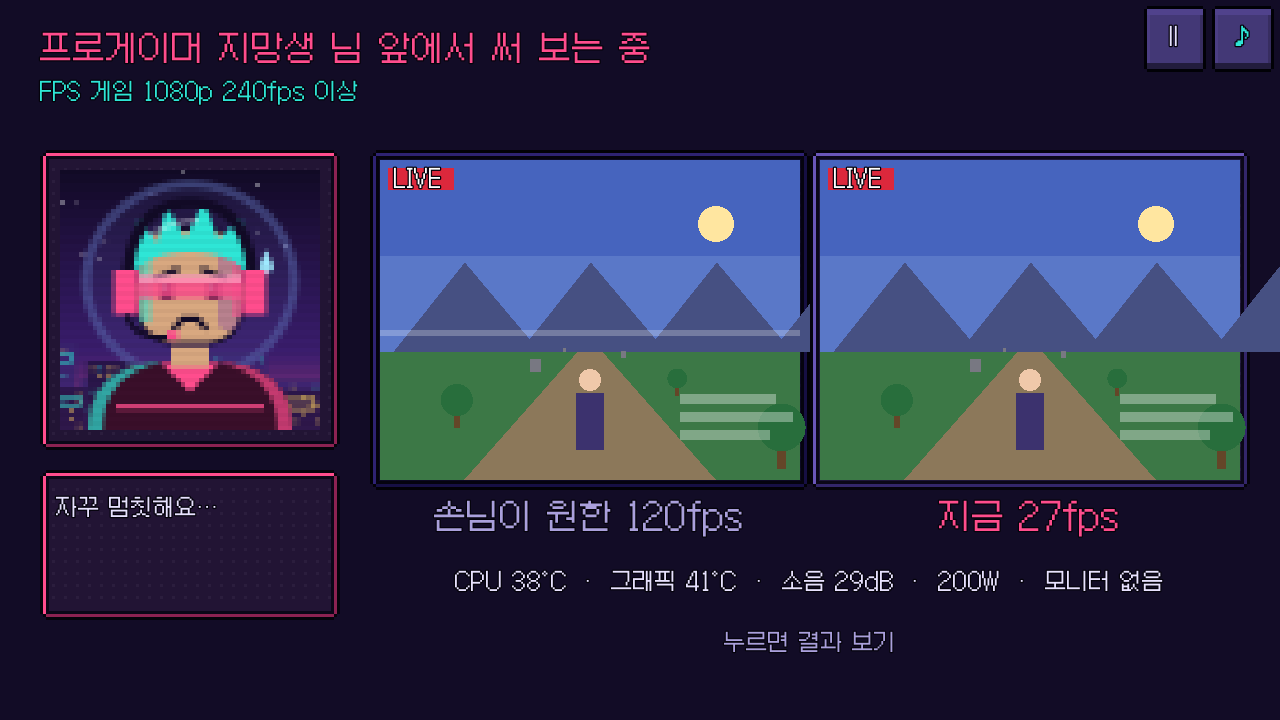 프로게이머 지망생 님 앞에서 써 보는 중
FPS 게임 1080p 240fps 이상
LIVE
LIVE
자꾸 멈칫해요…
손님이 원한 120fps
지금 27fps
CPU 38°C · 그래픽 41°C · 소음 29dB · 200W · 모니터 없음
누르면 결과 보기